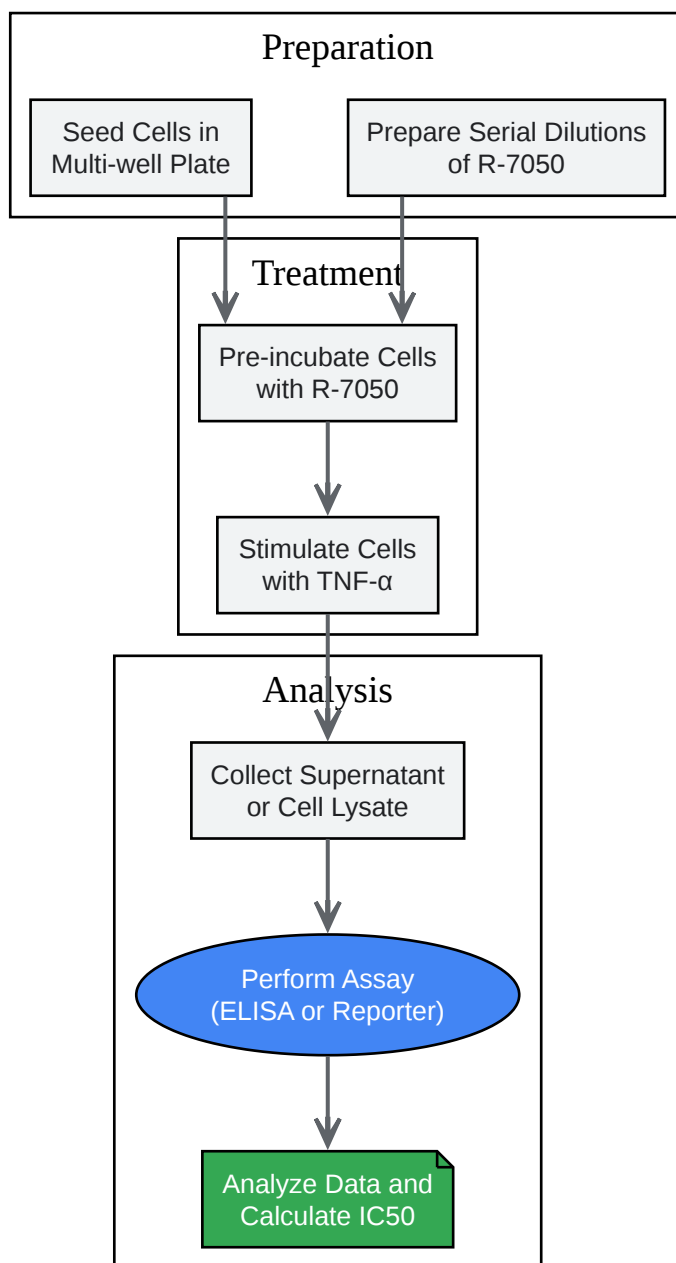 Preparation
Seed Cells in
Multi-well Plate
Prepare Serial Dilutions
of R-7050
Treatment
Pre-incubate Cells
with R-7050
Stimulate Cells
with TNF-α
Analysis
Collect Supernatant
or Cell Lysate
Perform Assay
(ELISA or Reporter)
Analyze Data and
Calculate IC50